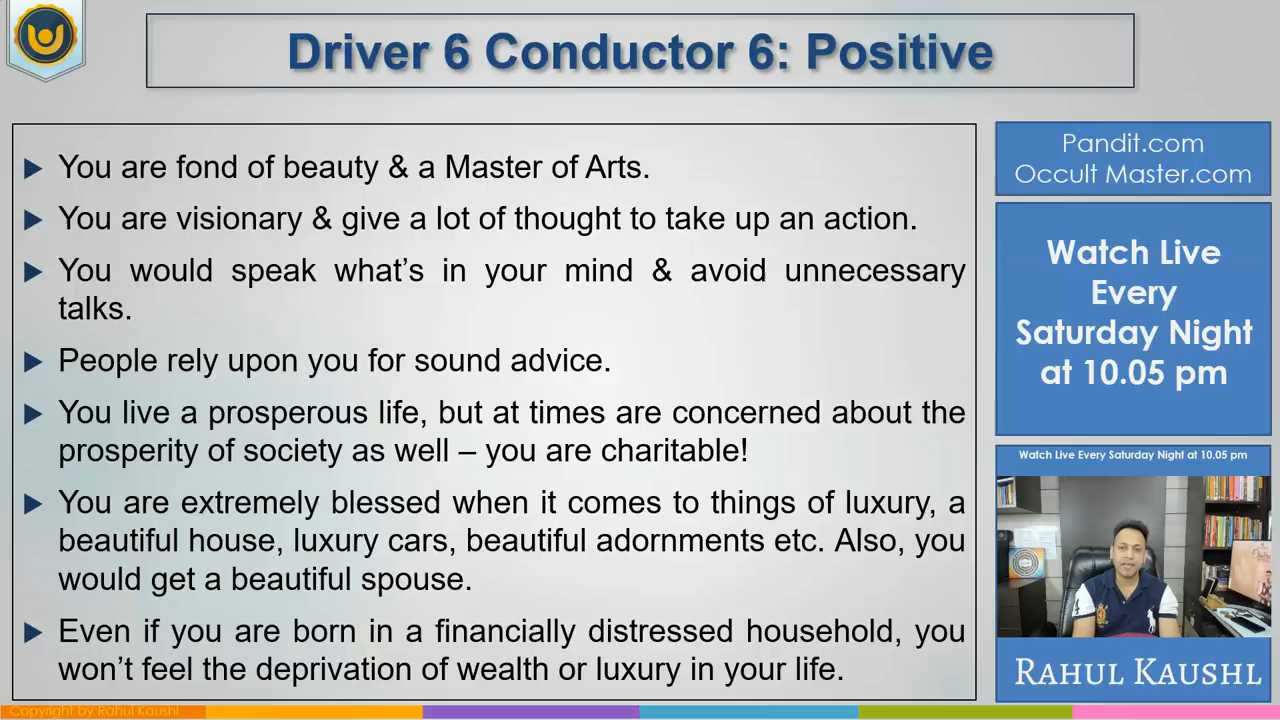 Driver 6 Conductor 6: Positive
You are fond of beauty & a Master of Arts.
You are visionary & give a lot of thought to take up an action.
You would speak what’s in your mind & avoid unnecessary
talks.
People rely upon you for sound advice.
You live a prosperous life, but at times are concerned about the
prosperity of society as well – you are charitable!
You are extremely blessed when it comes to things of luxury, a
beautiful house, luxury cars, beautiful adornments etc. Also, you
would get a beautiful spouse.
Even if you are born in a financially distressed household, you
won’t feel the deprivation of wealth or luxury in your life.
Pandit.com
Occult Master.com
Watch Live
Every
Saturday Night
at 10.05 pm
Watch Live Every Saturday Night at 10.05 pm
Rahul Kaushl
Copyright by Rahul Kaushl